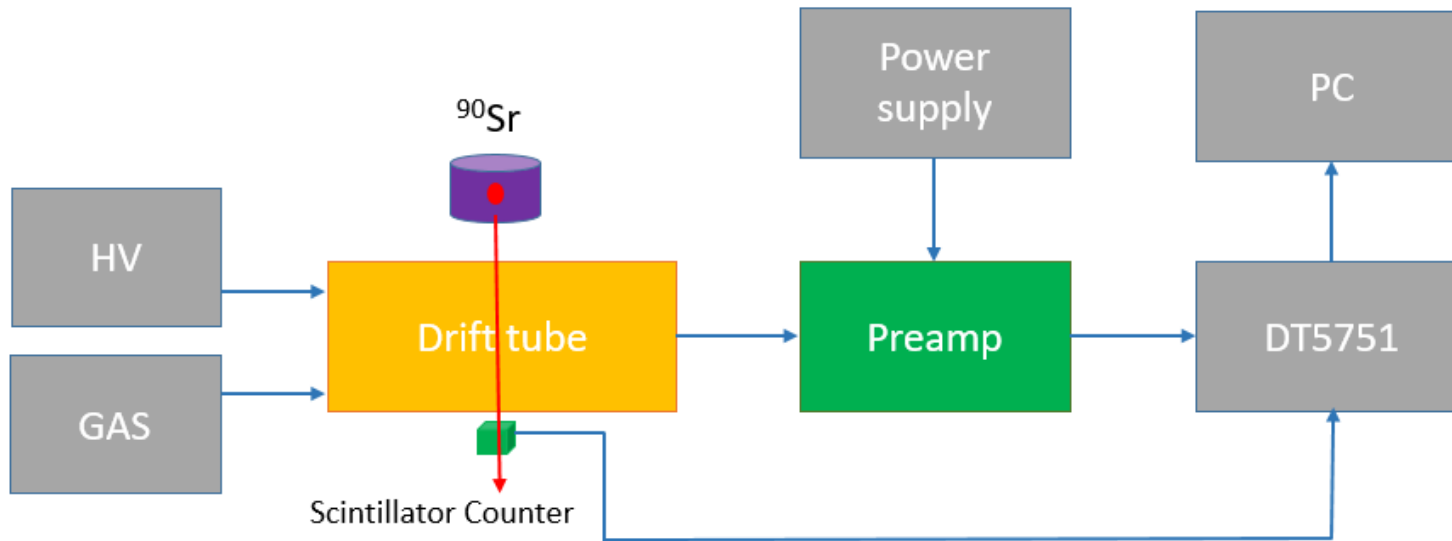 Power
supply
PC
⁹⁰Sr
HV
Drift tube
Preamp
DT5751
GAS
Scintillator Counter